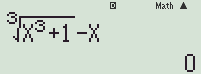 D Math ▲
³√X³+1-X
0